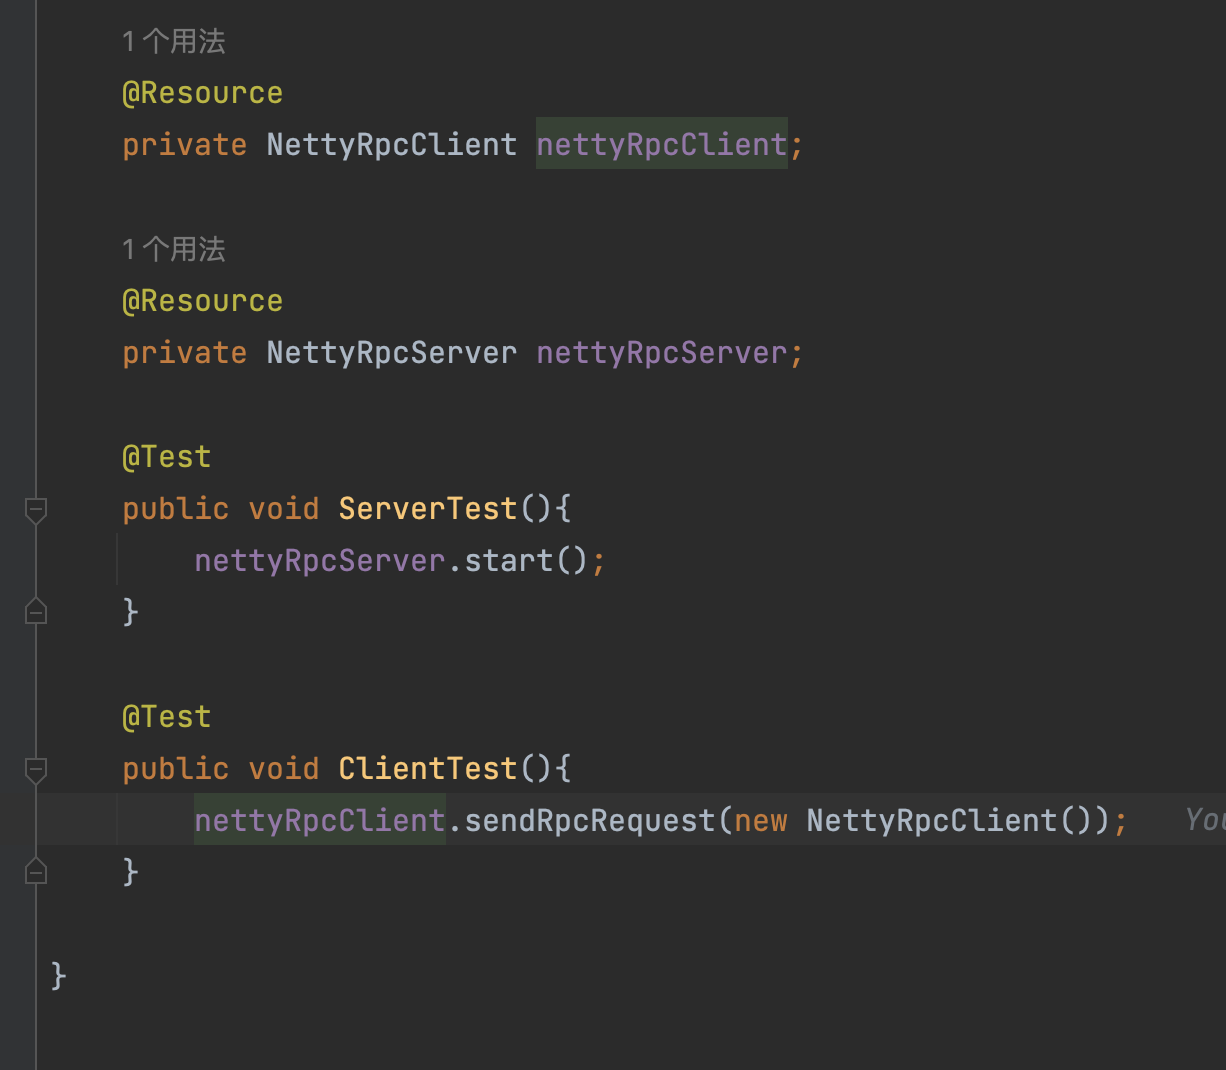 1个用法
@Resource
private NettyRpcClient nettyRpcClient;
1个用法
@Resource
private NettyRpcServer nettyRpcServer;
@Test
public void ServerTest(){
nettyRpcServer.start();
}
@Test
public void ClientTest(){
nettyRpcClient.sendRpcRequest(new NettyRpcClient());
}
}